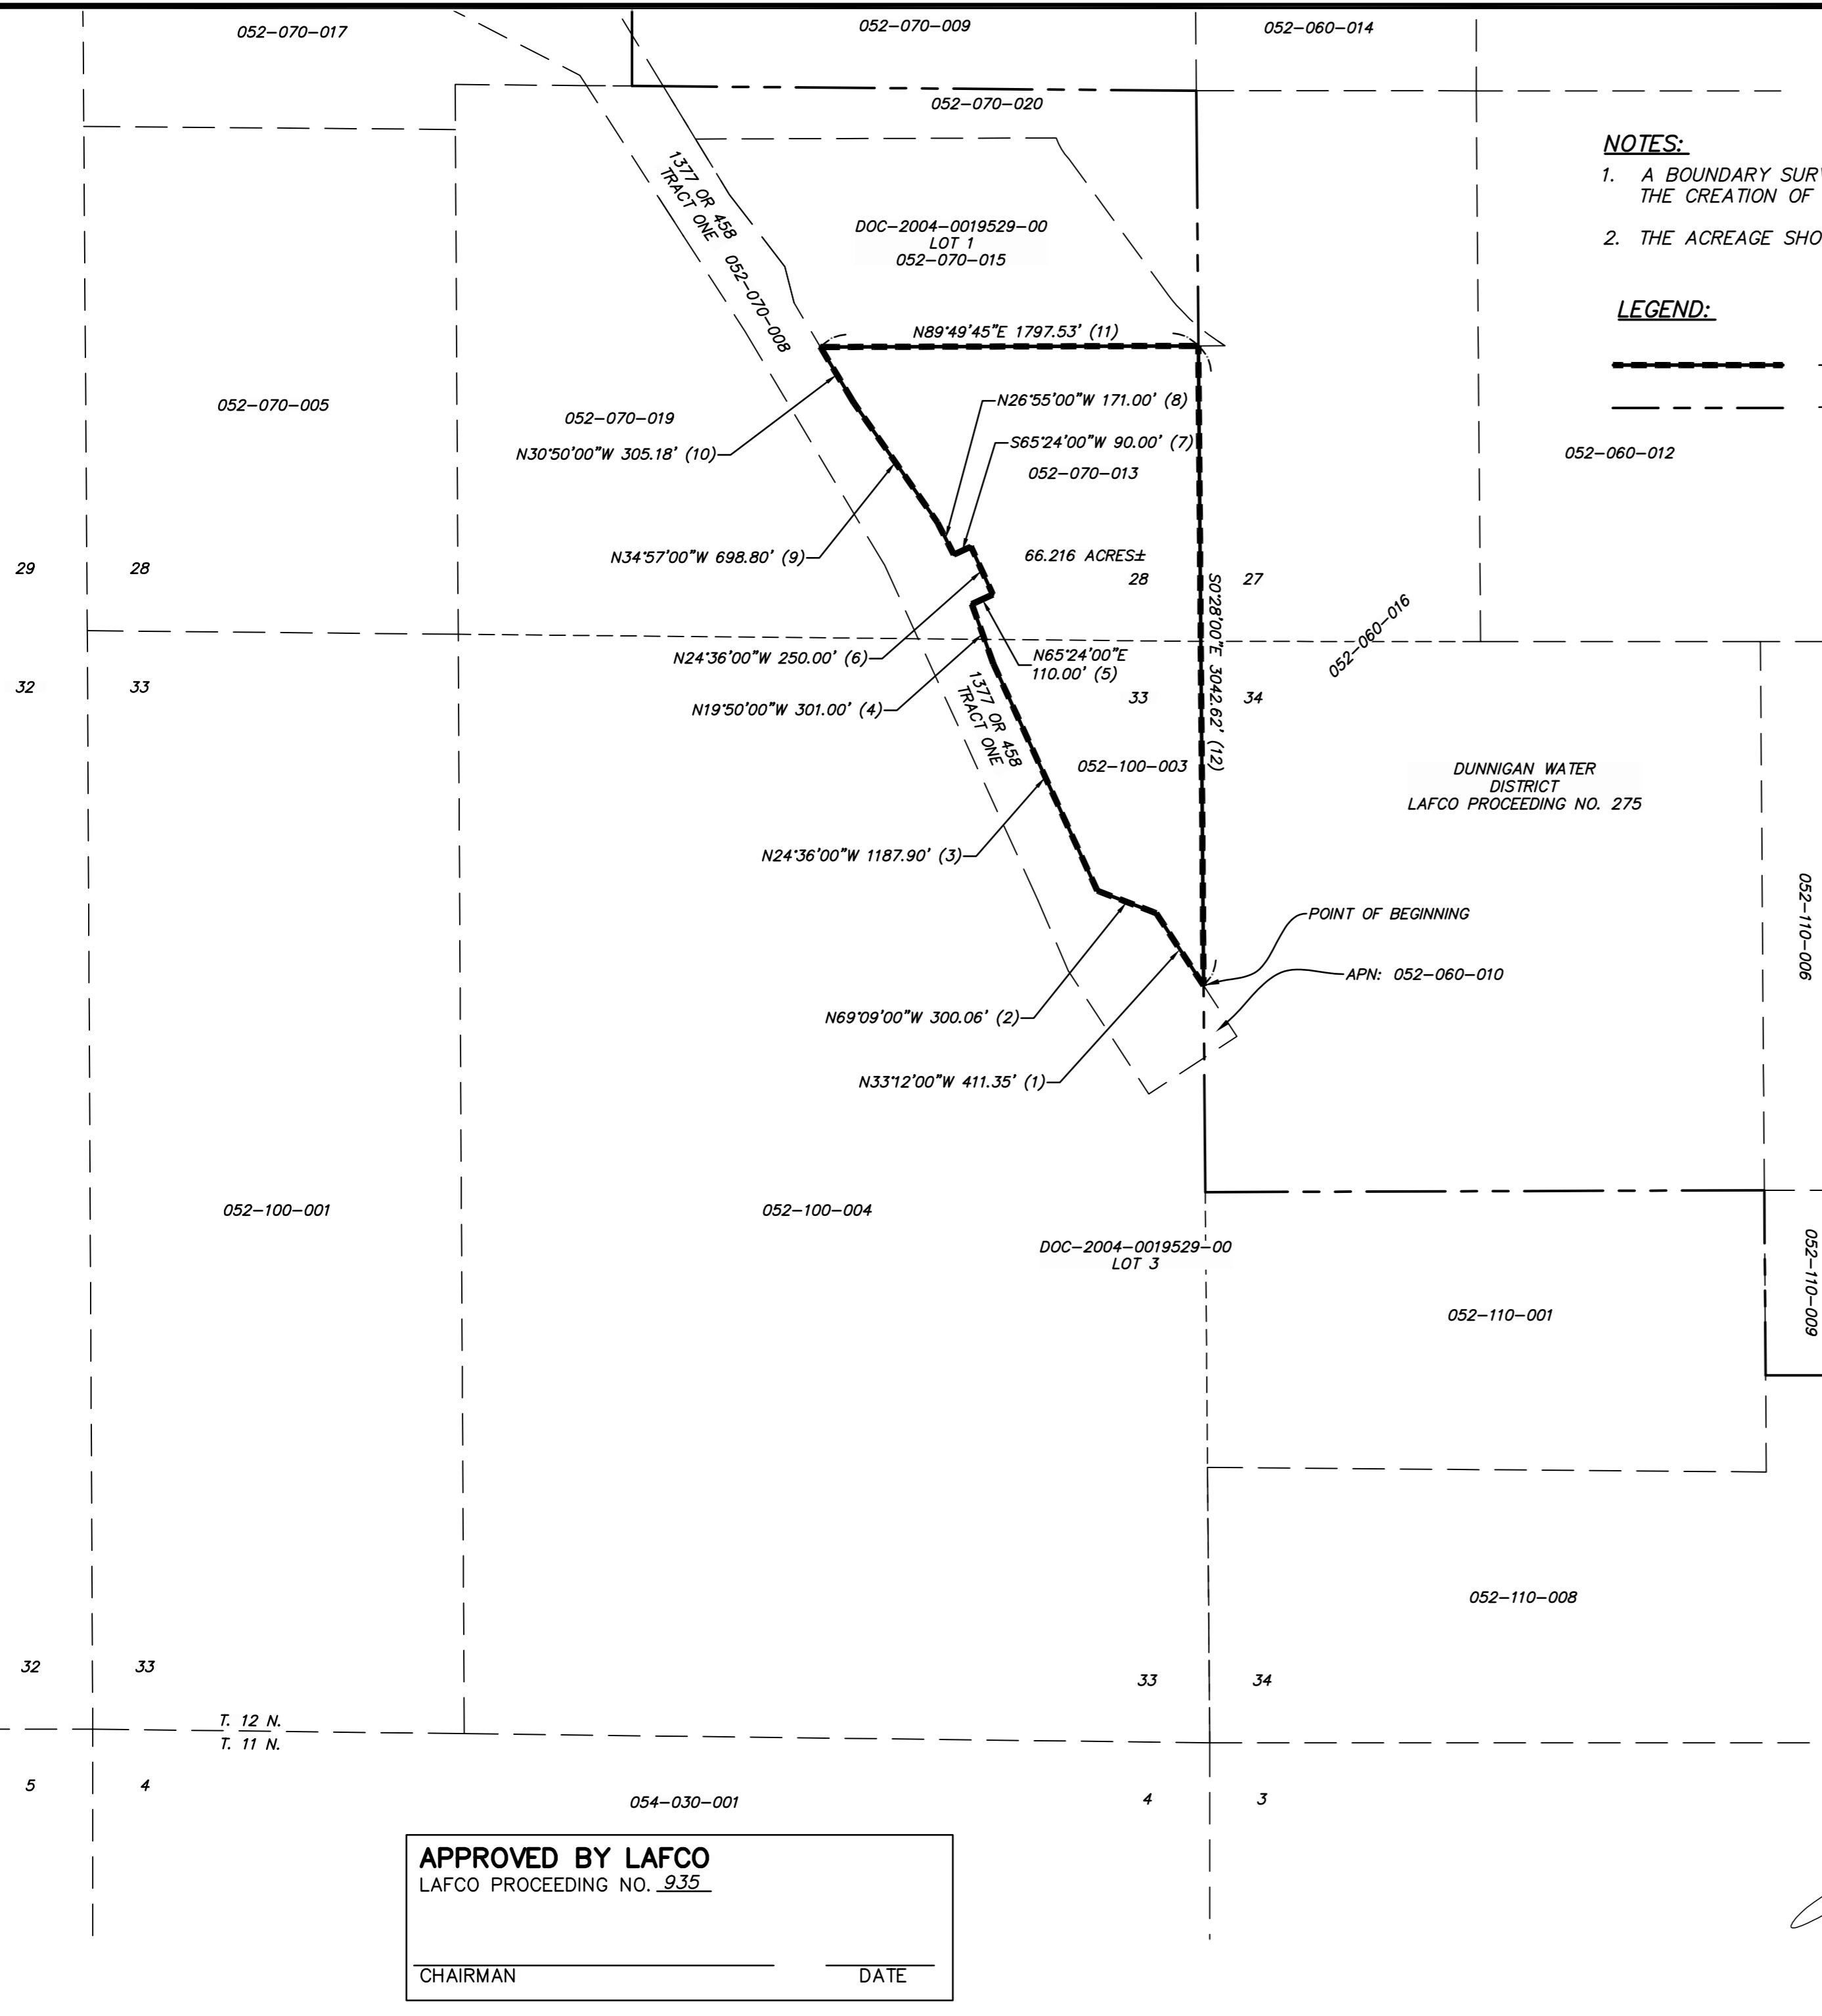 052-070-017
052-070-009
052-060-014
052-070-020
NOTES:
1. A BOUNDARY SUR
THE CREATION OF
2. THE ACREAGE SHO
LEGEND:
1377 OR 458
TRACT ONE
052-070-008
DOC-2004-0019529-00
LOT 1
052-070-015
N89°49'45"E 1797.53' (11)
052-070-005
052-070-019
N26°55'00"W 171.00' (8)
S65°24'00"W 90.00' (7)
N30°50'00"W 305.18' (10)
052-070-013
052-060-012
N34°57'00"W 698.80' (9)
66.216 ACRES±
29
28
28
27
S0°28'00"E 3042.62' (12)
052-060-016
N24°36'00"W 250.00' (6)
N65°24'00"E
110.00' (5)
32
33
N19°50'00"W 301.00' (4)
1377 OR 458
TRACT ONE
33
34
052-100-003
DUNNIGAN WATER
DISTRICT
LAFCO PROCEEDING NO. 275
N24°36'00"W 1187.90' (3)
POINT OF BEGINNING
052-110-006
APN: 052-060-010
N69°09'00"W 300.06' (2)
N33°12'00"W 411.35' (1)
052-100-001
052-100-004
DOC-2004-0019529-00
LOT 3
052-110-009
052-110-001
052-110-008
32
33
33
34
T. 12 N.
T. 11 N.
5
4
4
3
054-030-001
APPROVED BY LAFCO
LAFCO PROCEEDING NO. 935
CHAIRMAN
DATE